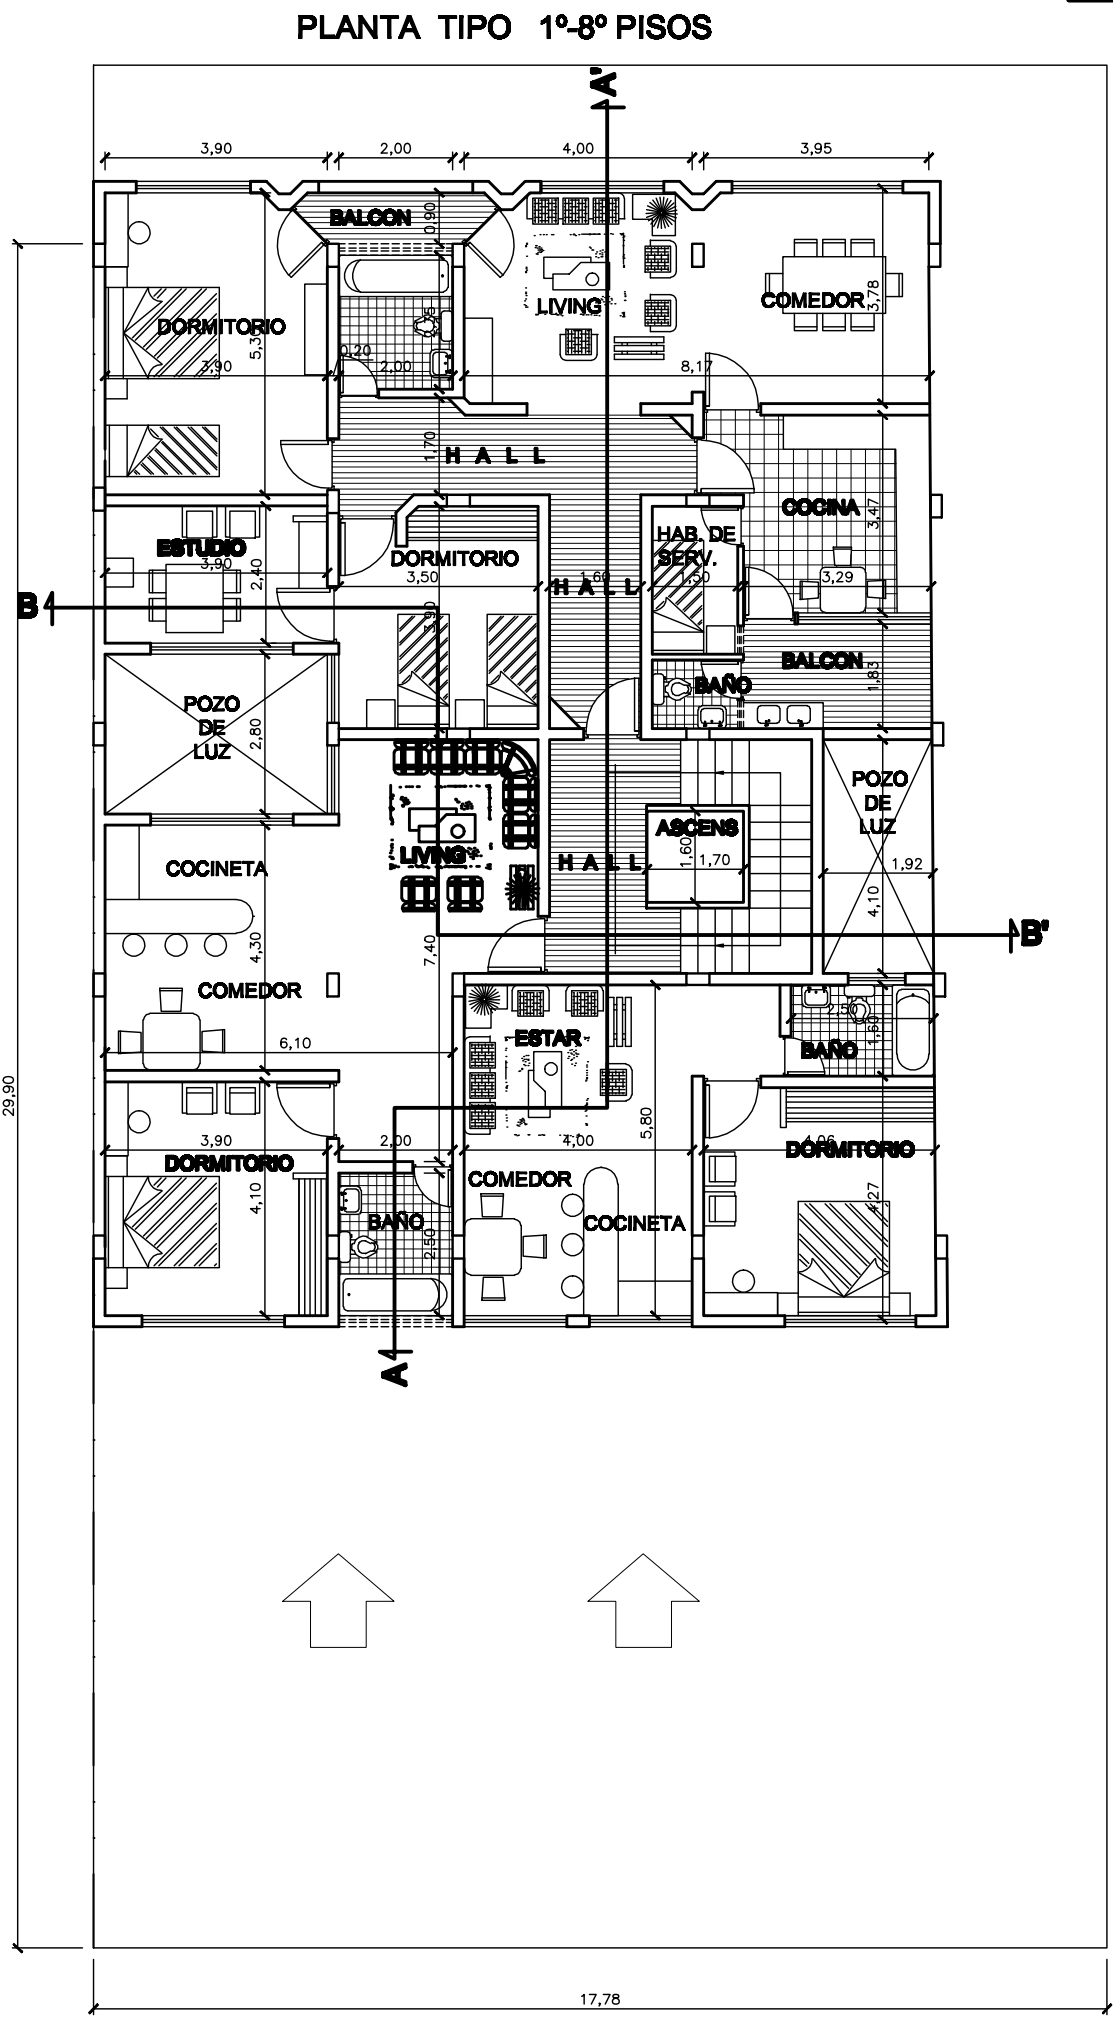 PLANTA TIPO 1º-8º PISOS
A'
3,90
2,00
4,00
3,95
BALCON
0,90
LIVING
COMEDOR
3,78
DORMITORIO
5,30
3,90
0,20
2,00
8,17
1,70
HALL
COCINA
3,47
ESTUDIO
3,90
2,40
DORMITORIO
3,50
3,90
HALL
1,60
HAB. DE
SERV.
1,50
3,29
B
BALCON
1,83
BAÑO
POZO
DE
LUZ
2,80
POZO
DE
LUZ
1,92
4,10
ASCENS
1,60
1,70
HALL
LIVING
7,40
COCINETA
4,30
COMEDOR
6,10
B'
ESTAR
5,80
2,50
1,60
BAÑO
29,90
3,90
2,00
4,00
4,06
DORMITORIO
4,10
DORMITORIO
4,27
COMEDOR
COCINETA
BAÑO
2,50
A
17,78